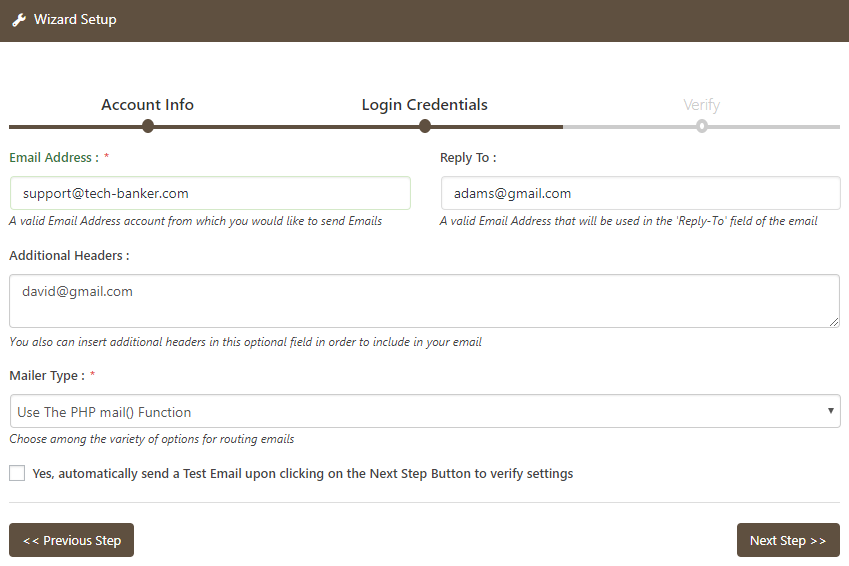 Wizard Setup
Account Info
Login Credentials
Verify
Email Address : *
Reply To :
support@tech-banker.com
adams@gmail.com
A valid Email Address account from which you would like to send Emails
A valid Email Address that will be used in the 'Reply-To' field of the email
Additional Headers :
david@gmail.com
You also can insert additional headers in this optional field in order to include in your email
Mailer Type : *
Use The PHP mail() Function
Choose among the variety of options for routing emails
Yes, automatically send a Test Email upon clicking on the Next Step Button to verify settings
<< Previous Step
Next Step >>